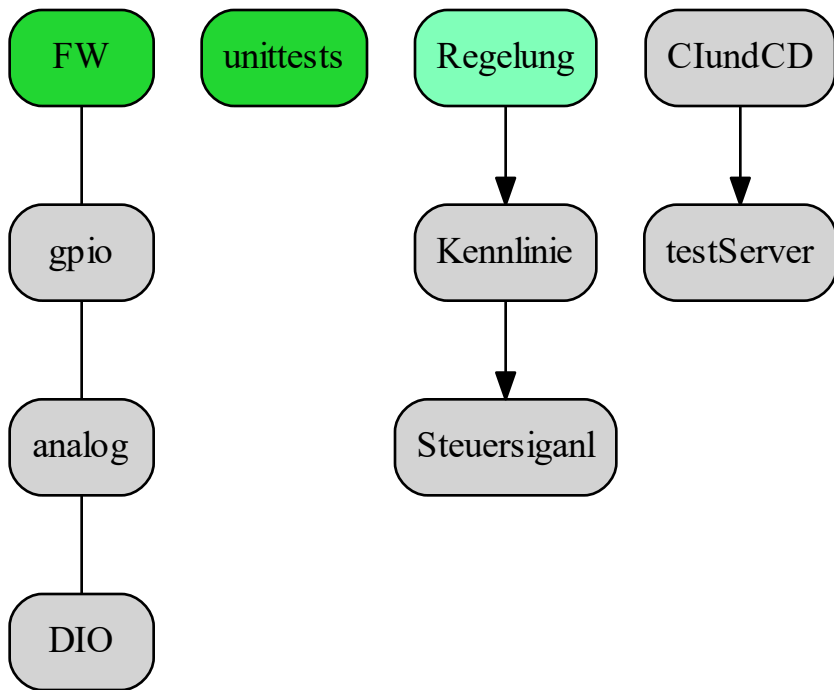 FW
unittests
Regelung
CIundCD
gpio
Kennlinie
testServer
analog
Steuersiganl
DIO